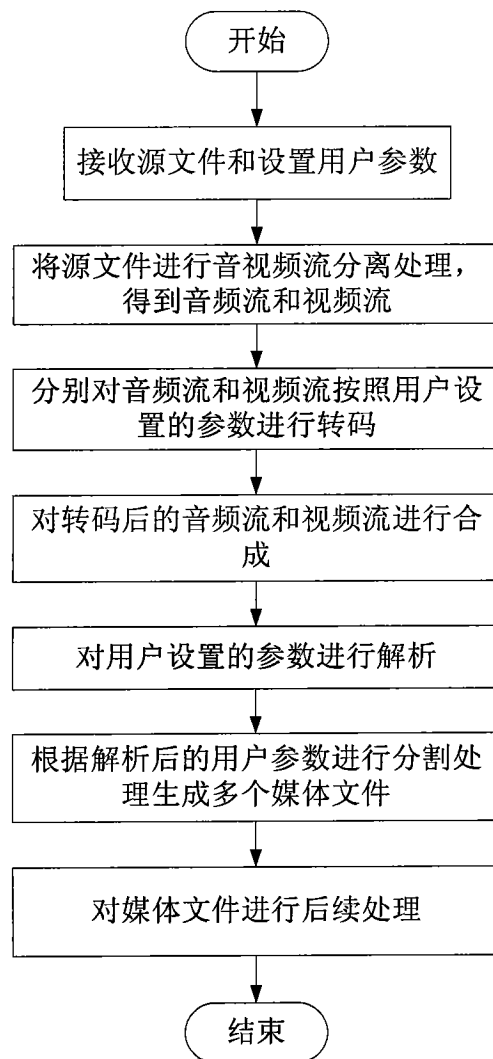 开始
接收源文件和设置用户参数
将源文件进行音视频流分离处理，
得到音频流和视频流
分别对音频流和视频流按照用户设
置的参数进行转码
对转码后的音频流和视频流进行合
成
对用户设置的参数进行解析
根据解析后的用户参数进行分割处
理生成多个媒体文件
对媒体文件进行后续处理
结束